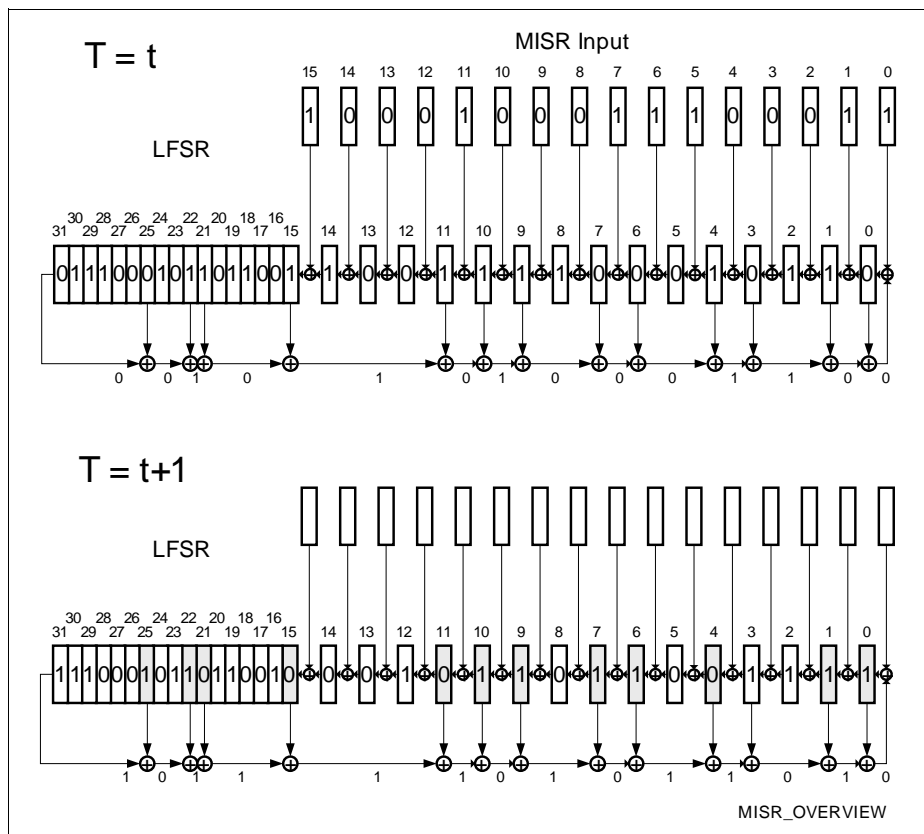 T = t
MISR Input
15 14 13 12 11 10 9 8 7 6 5 4 3 2 1 0
1 0 0 0 1 0 0 0 1 1 1 0 0 0 1 1
LFSR
30 28 26 24 22 20 18 16
31 29 27 25 23 21 19 17 15 14 13 12 11 10 9 8 7 6 5 4 3 2 1 0
0 1 1 1 0 0 0 1 0 1 1 0 1 1 0 0 1 1 0 0 1 1 1 1 0 0 0 1 0 1 1 0
0 0 1 0 1 0 1 0 0 0 1 1 0 0
T = t+1
LFSR
30 28 26 24 22 20 18 16
31 29 27 25 23 21 19 17 15 14 13 12 11 10 9 8 7 6 5 4 3 2 1 0
1 1 1 0 0 0 1 0 1 1 0 1 1 0 0 1 0 0 0 1 0 1 1 0 1 1 0 0 1 1 1 1
1 0 1 1 1 1 0 1 0 1 1 0 1 0
MISR_OVERVIEW